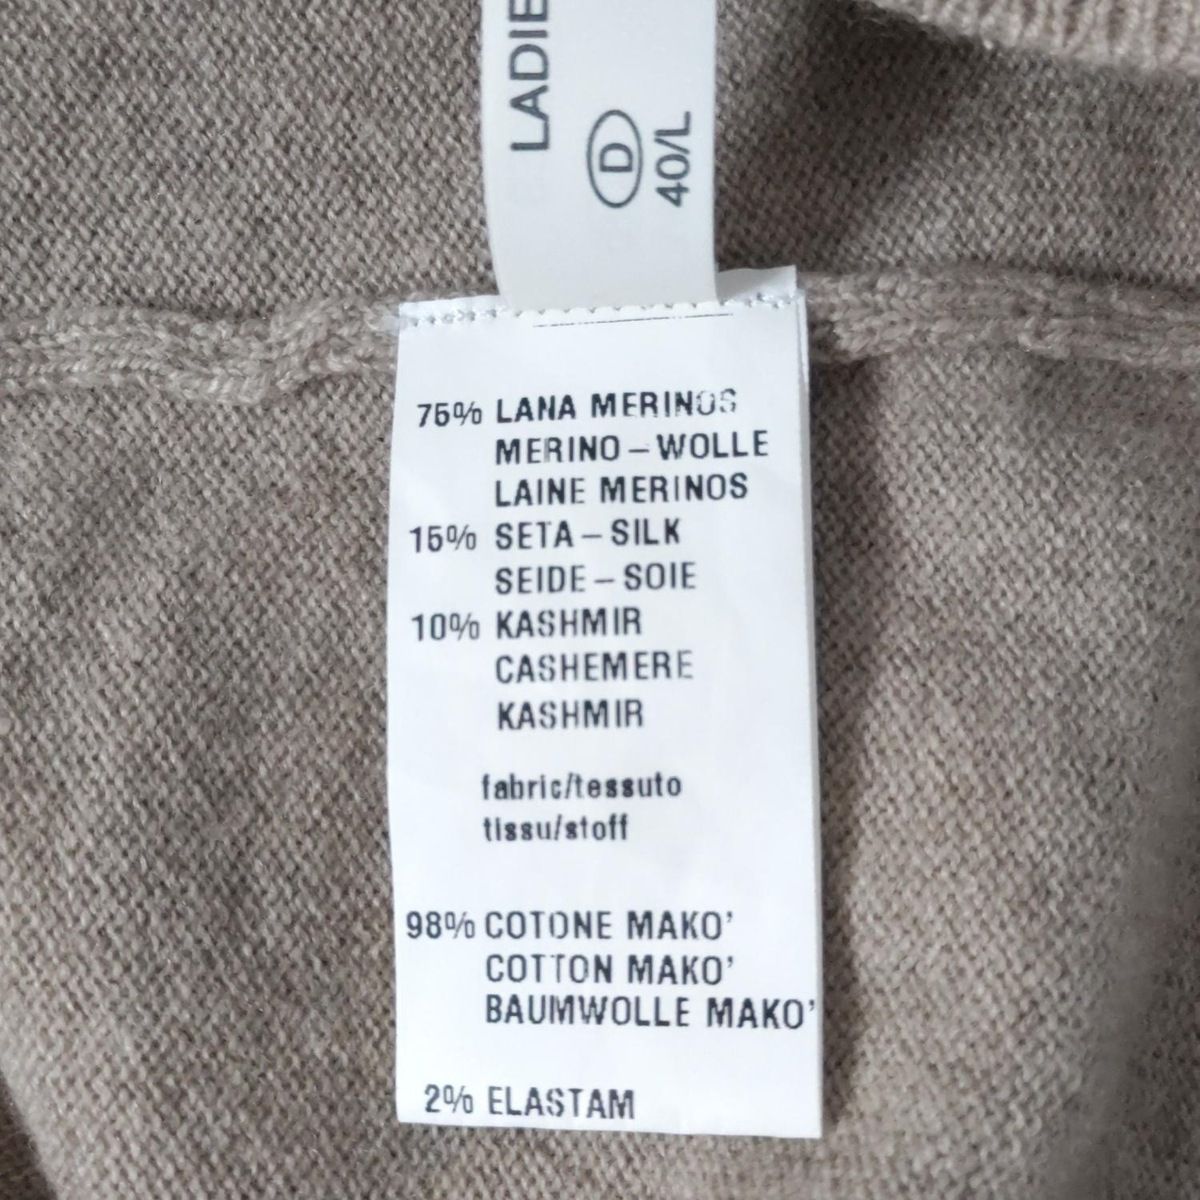 LADIE
D
40/L
75% LANA MERINOS
MERINO – WOLLE
LAINE MERINOS
15% SETA – SILK
SEIDE – SOIE
10% KASHMIR
CASHEMERE
KASHMIR
fabric/tessuto
tissu/stoff
98% COTONE MAKO'
COTTON MAKO'
BAUMWOLLE MAKO'
2% ELASTAM